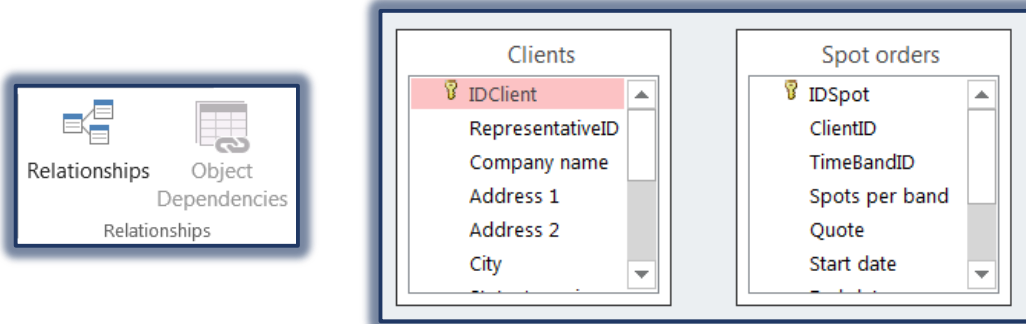 Relationships
Object
Dependencies
Relationships
Clients
IDClient
RepresentativeID
Company name
Address 1
Address 2
City
Spot orders
IDSpot
ClientID
TimeBandID
Spots per band
Quote
Start date